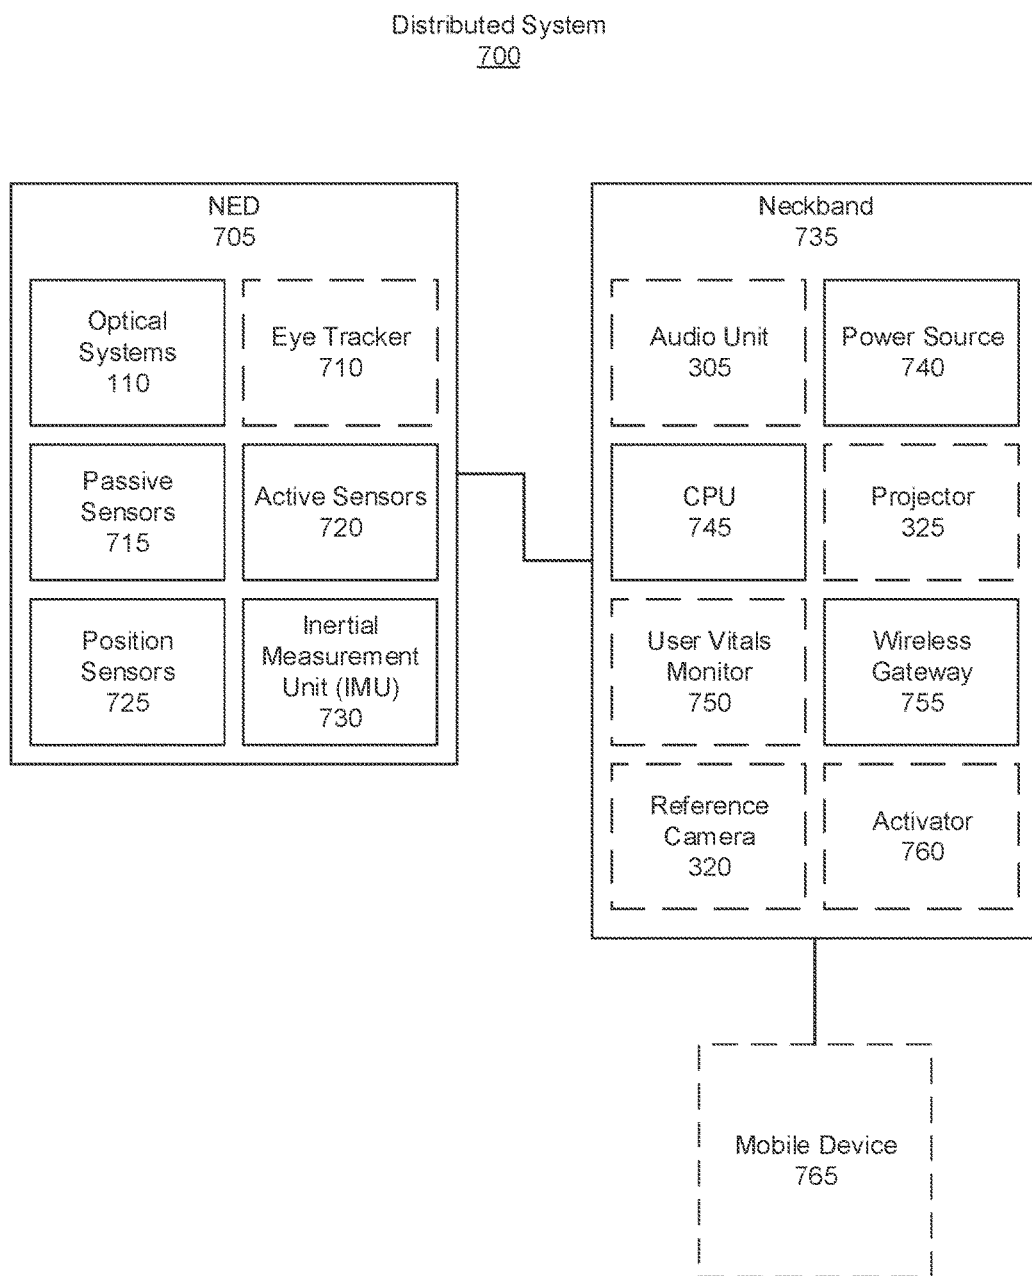 Distributed System
700
NED
705
Optical
Systems
110
Eye Tracker
710
Passive
Sensors
715
Active Sensors
720
Position
Sensors
725
Inertial
Measurement
Unit (IMU)
730
Neckband
735
Audio Unit
305
Power Source
740
CPU
745
Projector
325
User Vitals
Monitor
750
Wireless
Gateway
755
Reference
Camera
320
Activator
760
Mobile Device
765